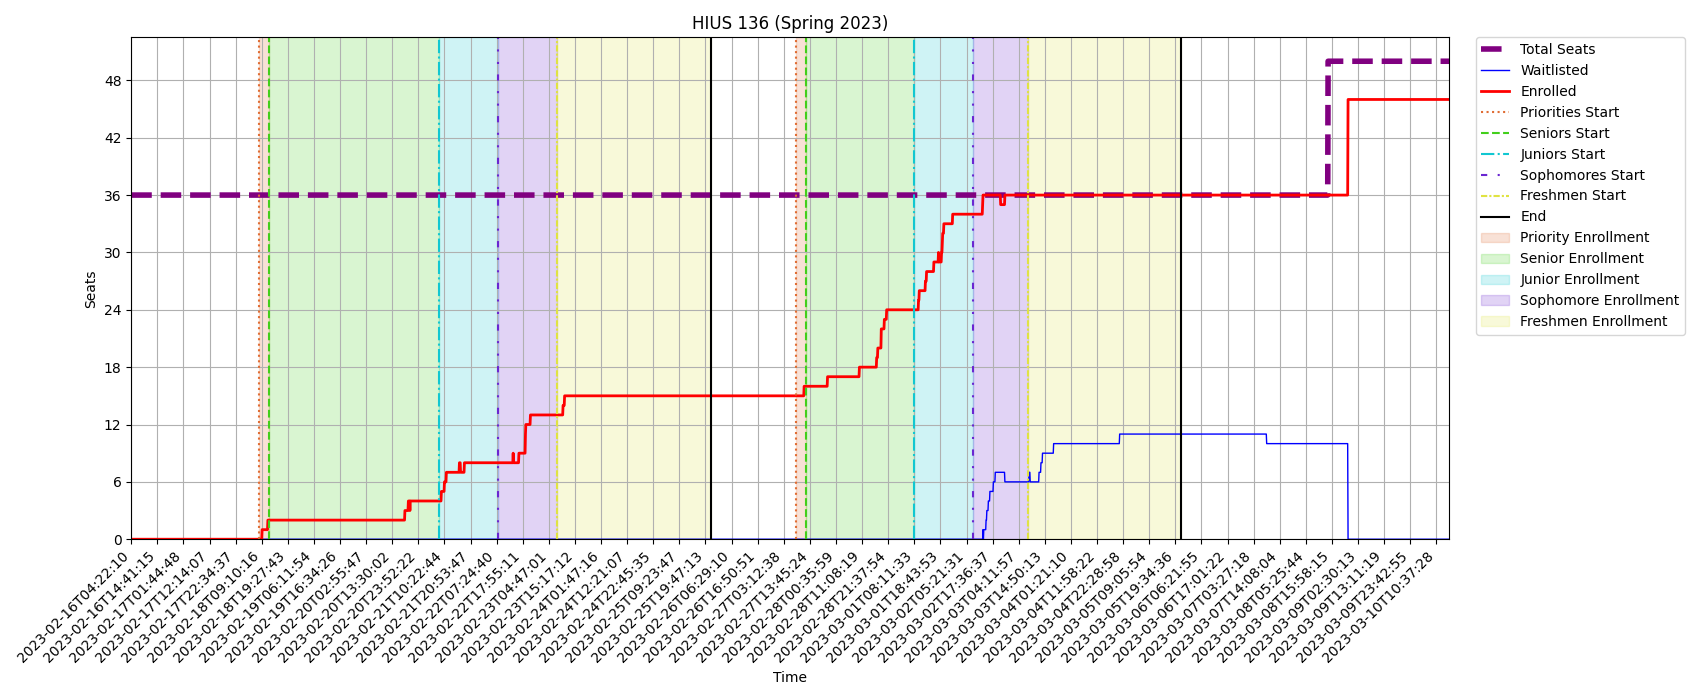 HIUS 136 (Spring 2023)
Seats
48
42
36
30
24
18
12
6
0
2023-02-16T04:22:10
2023-02-16T14:41:15
2023-02-17T01:44:48
2023-02-17T12:14:07
2023-02-17T22:34:37
2023-02-18T09:10:16
2023-02-18T19:27:43
2023-02-19T06:11:54
2023-02-19T16:34:26
2023-02-20T02:55:47
2023-02-20T13:30:02
2023-02-20T23:52:22
2023-02-21T10:22:44
2023-02-21T20:53:47
2023-02-22T07:24:40
2023-02-22T17:55:11
2023-02-23T04:47:01
2023-02-23T15:17:12
2023-02-24T01:47:16
2023-02-24T12:21:07
2023-02-24T22:45:35
2023-02-25T09:23:47
2023-02-25T19:47:13
2023-02-26T06:29:10
2023-02-26T16:50:51
2023-02-27T03:12:38
2023-02-27T13:45:24
2023-02-28T00:35:59
2023-02-28T11:08:19
2023-02-28T21:37:54
2023-03-01T08:11:33
2023-03-01T18:43:53
2023-03-02T05:21:31
2023-03-02T17:36:37
2023-03-03T04:11:57
2023-03-03T14:50:13
2023-03-04T01:21:10
2023-03-04T11:58:22
2023-03-04T22:28:58
2023-03-05T09:05:54
2023-03-05T19:34:36
2023-03-06T06:21:55
2023-03-06T17:01:22
2023-03-07T03:27:18
2023-03-07T14:08:04
2023-03-08T05:25:44
2023-03-08T15:58:15
2023-03-09T02:30:13
2023-03-09T13:11:19
2023-03-09T23:42:55
2023-03-10T10:37:28
Time
Total Seats
Waitlisted
Enrolled
Priorities Start
Seniors Start
Juniors Start
Sophomores Start
Freshmen Start
End
Priority Enrollment
Senior Enrollment
Junior Enrollment
Sophomore Enrollment
Freshmen Enrollment